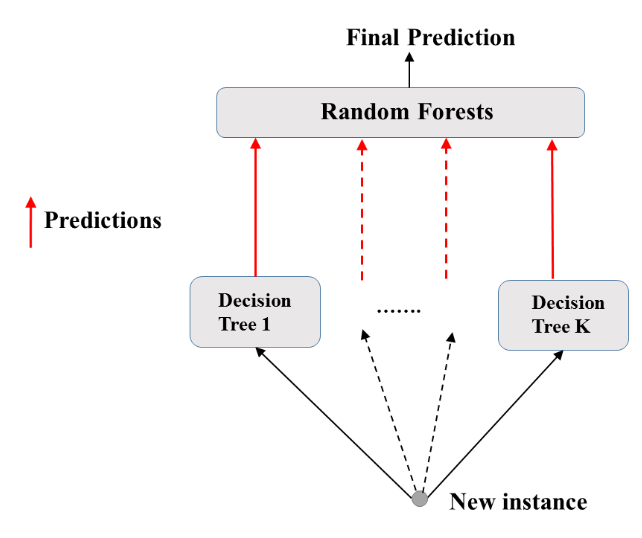 Final Prediction
Random Forests
Predictions
Decision
Tree 1
.......
Decision
Tree K
New instance